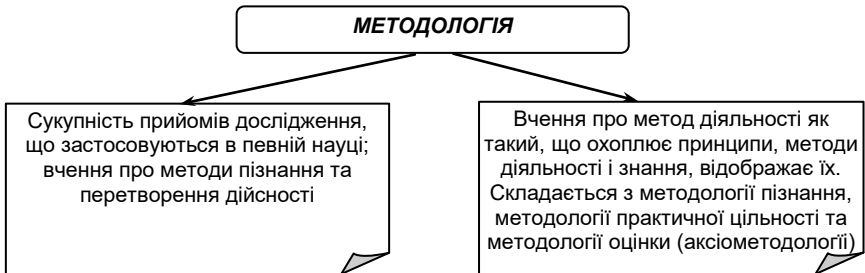 МЕТОДОЛОГІЯ
Сукупність прийомів дослідження,
що застосовуються в певній науці;
вчення про методи пізнання та
перетворення дійсності
Вчення про метод діяльності як
такий, що охоплює принципи, методи
діяльності і знання, відображає їх.
Складається з методології пізнання,
методології практичної цільності та
методології оцінки (аксіометодології)